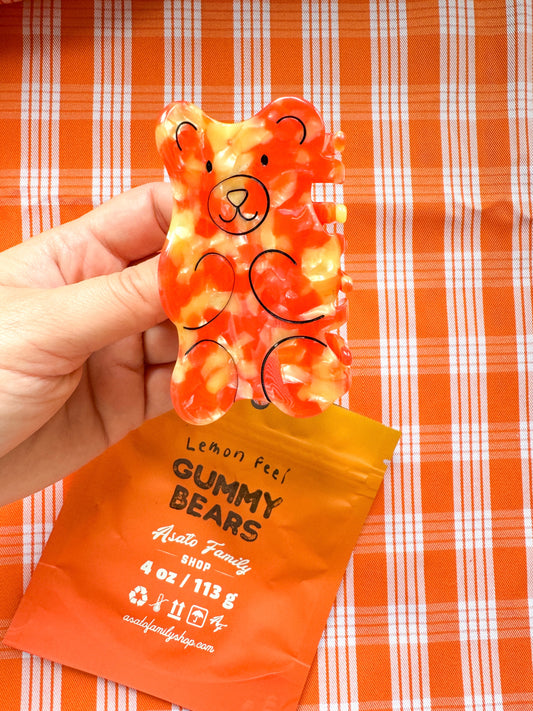 Lemon Peel
GUMMY
BEARS
Asato Family
SHOP
4 oz / 113 g
asatofamilyshop.com